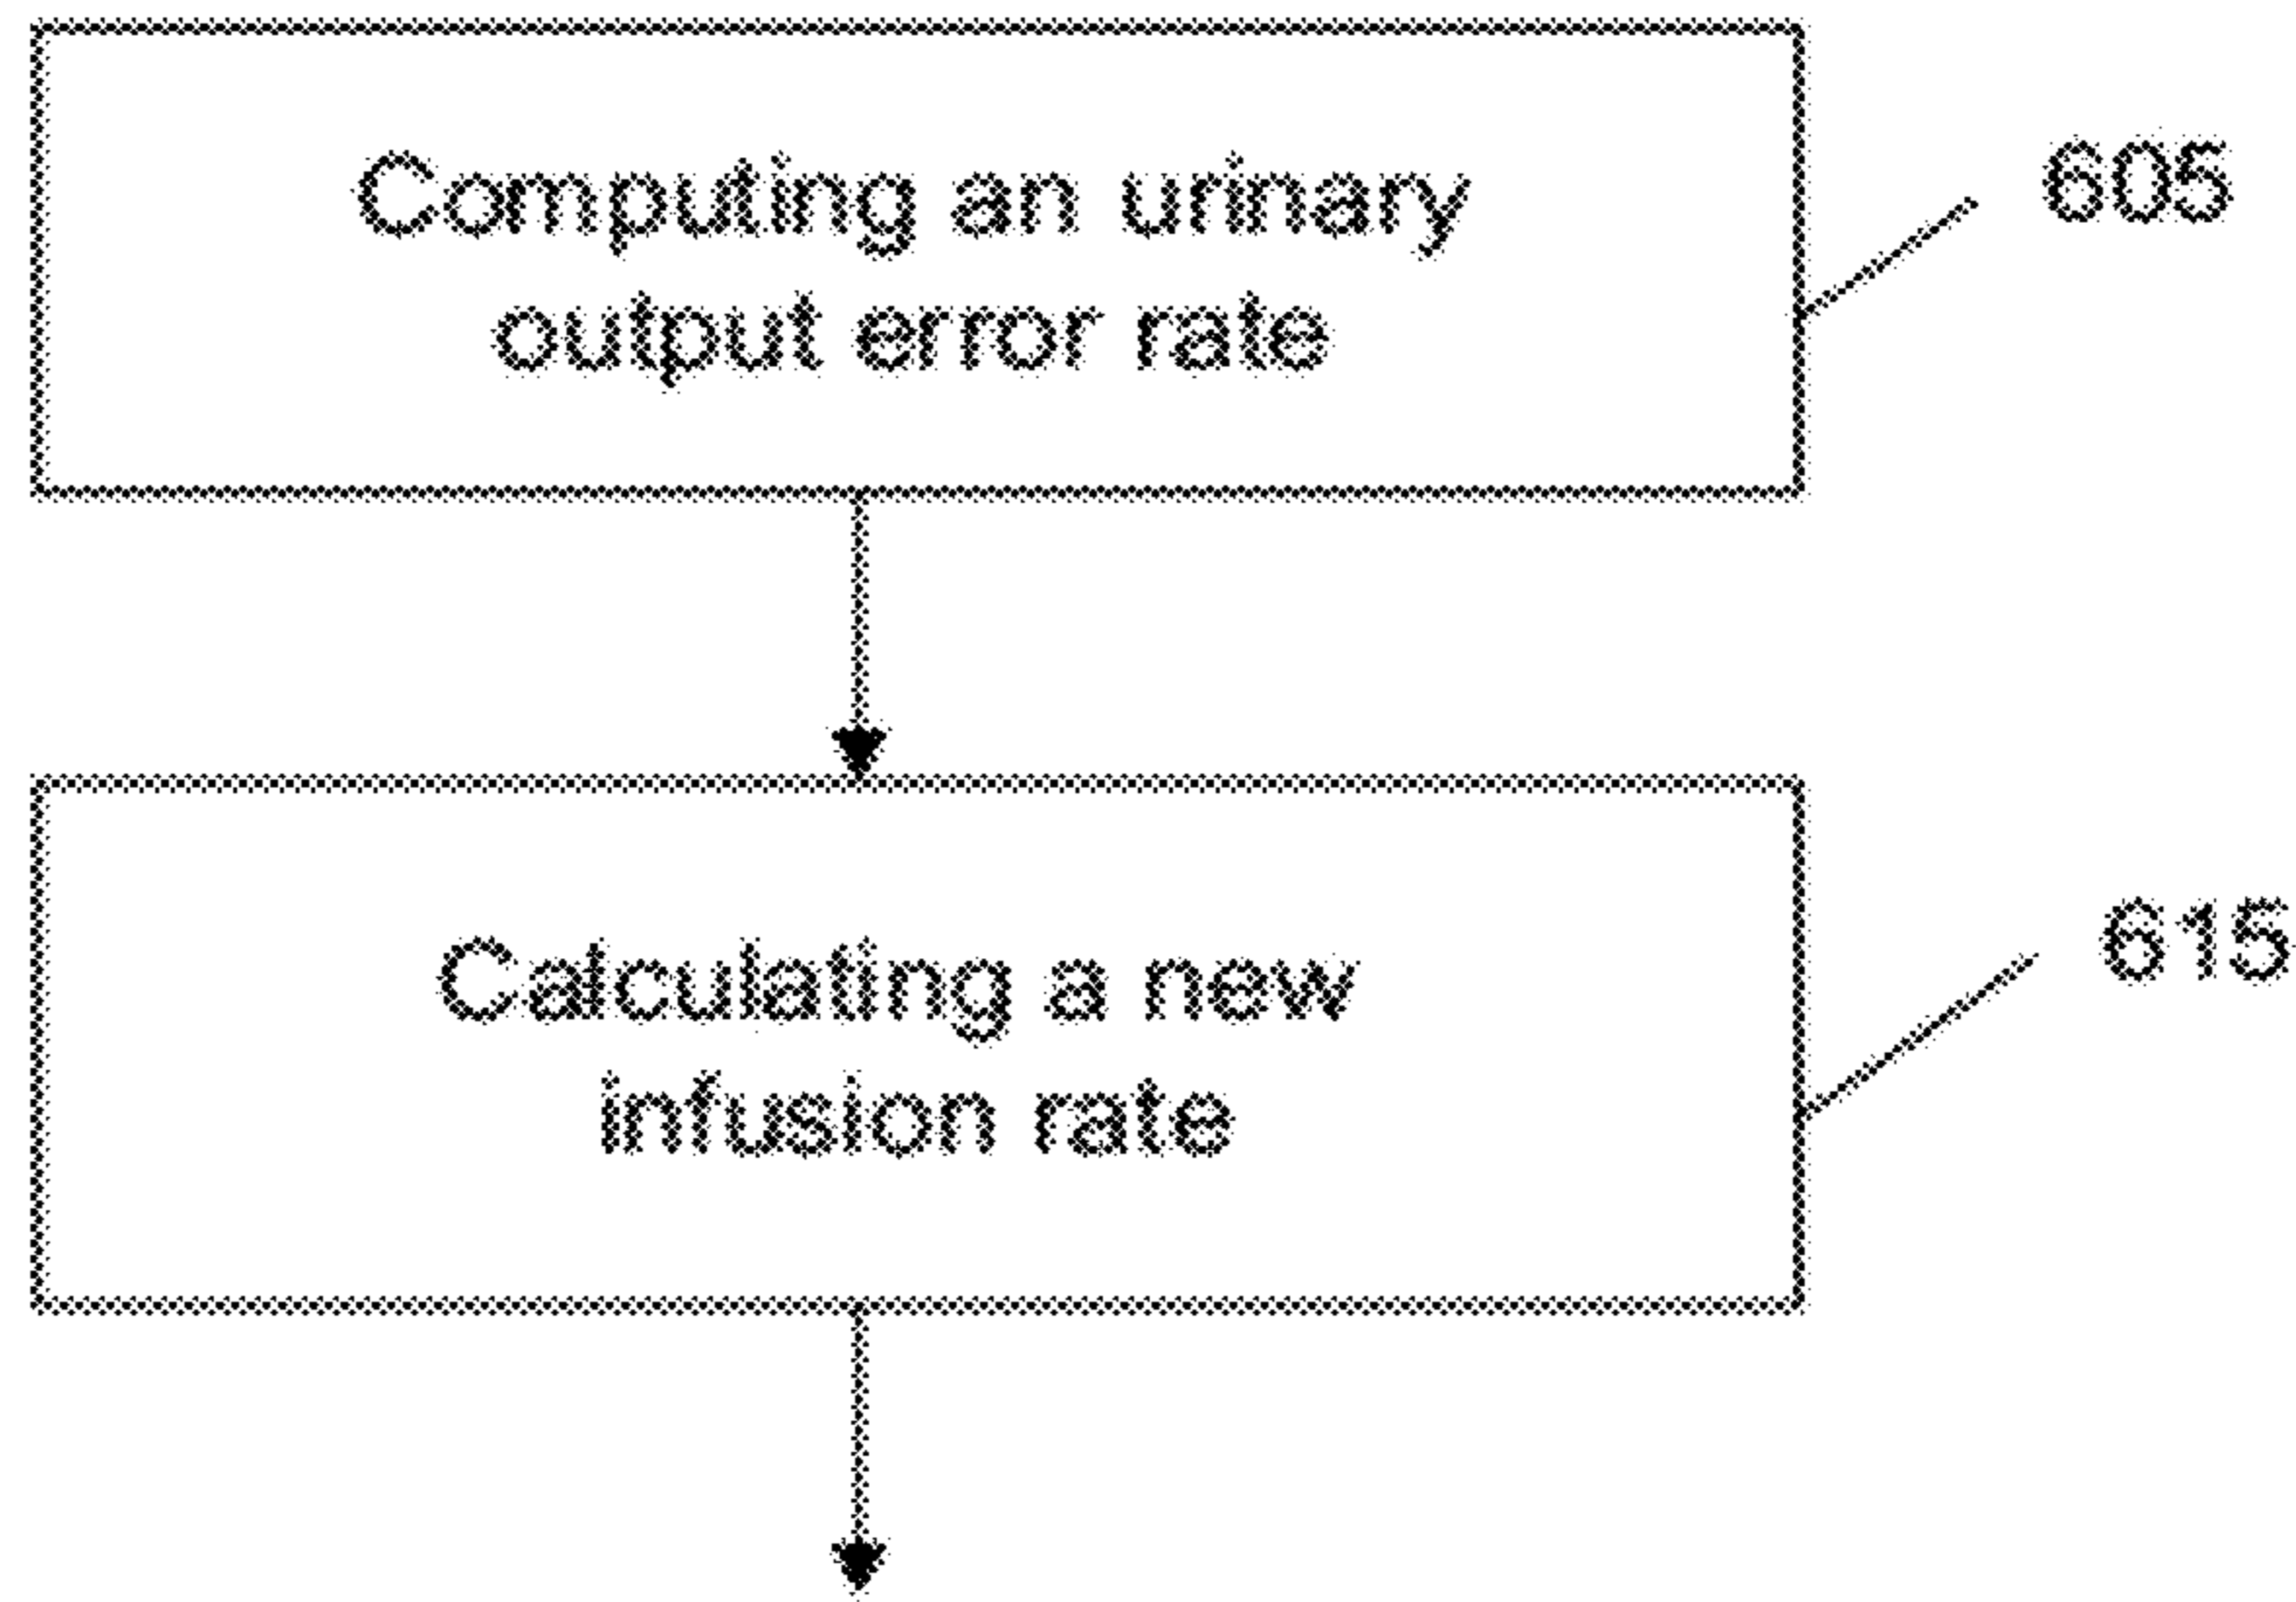 Computing an urinary
output error rate
605
Calculating a new
infusion rate
615